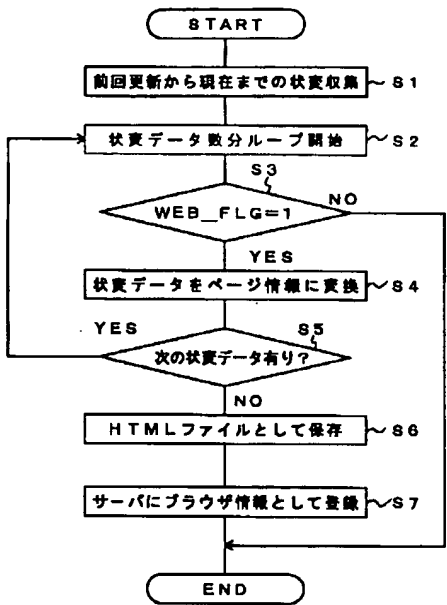 START
前回更新から現在までの状変収集 S1
状変データ数分ループ開始 S2
S3
NO
WEB_FLG=1
YES
状変データをページ情報に変換 S4
YES
S5
次の状変データ有り?
NO
HTMLファイルとして保存 S6
サーバにブラウザ情報として登録 S7
END